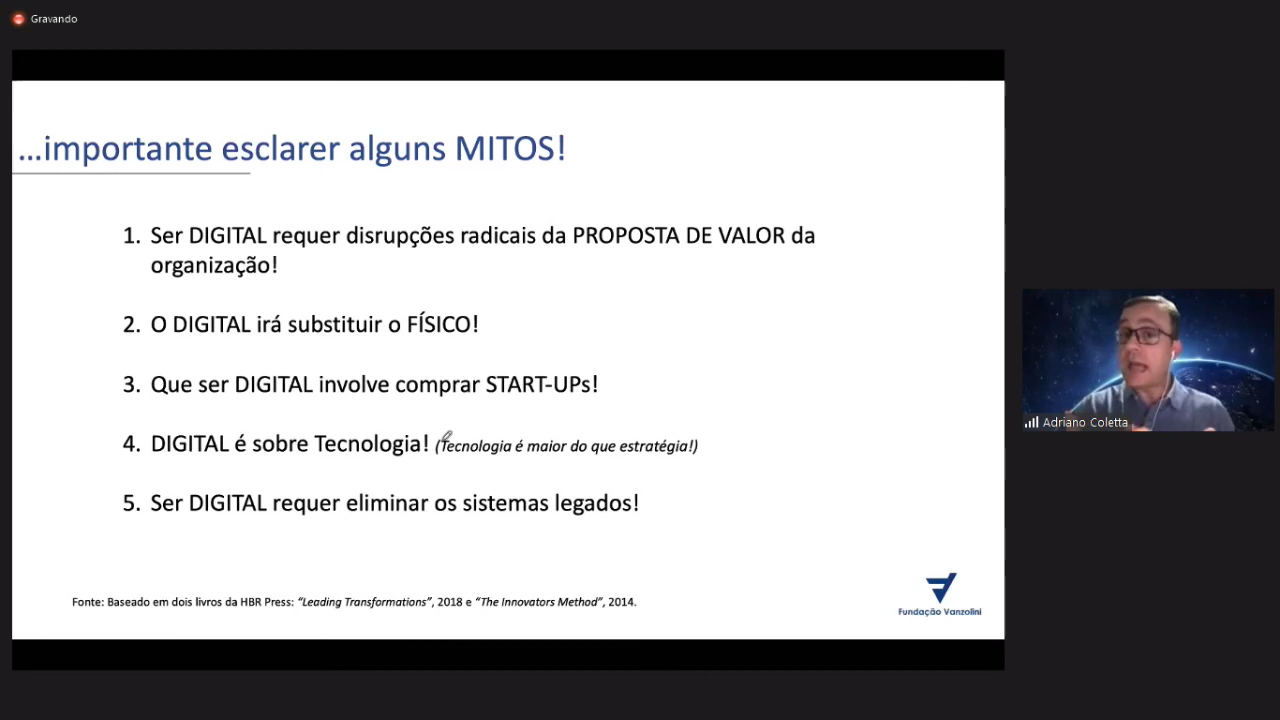 Gravando
...importante esclarer alguns MITOS!
1. Ser DIGITAL requer disrupções radicais da PROPOSTA DE VALOR da
organização!
2. O DIGITAL irá substituir o FÍSICO!
3. Que ser DIGITAL involve comprar START-UPs!
4. DIGITAL é sobre Tecnologia! (Tecnologia é maior do que estratégia!)
5. Ser DIGITAL requer eliminar os sistemas legados!
Fonte: Baseado em dois livros da HBR Press: “Leading Transformations”, 2018 e “The Innovators Method”, 2014.
Fundação Vanzolini
Adriano Coletta